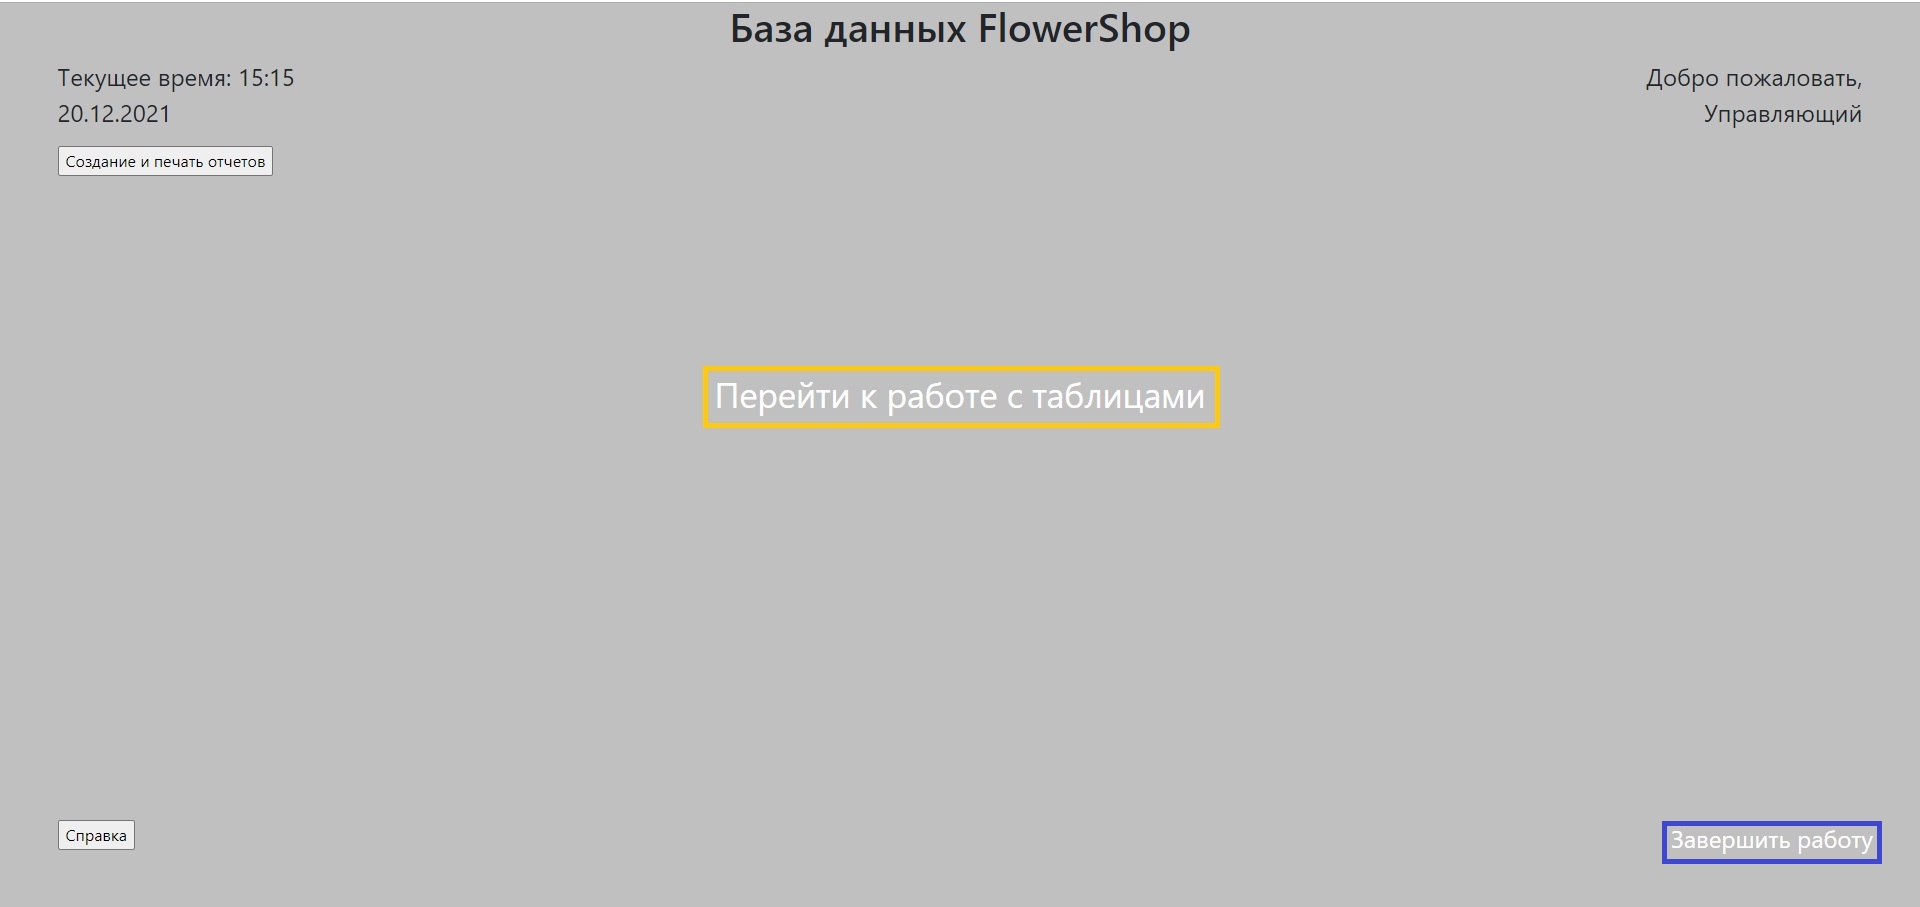 База данных FlowerShop
Текущее время: 15:15
20.12.2021
Добро пожаловать,
Управляющий
Создание и печать отчетов
Перейти к работе с таблицами
Справка
Завершить работу